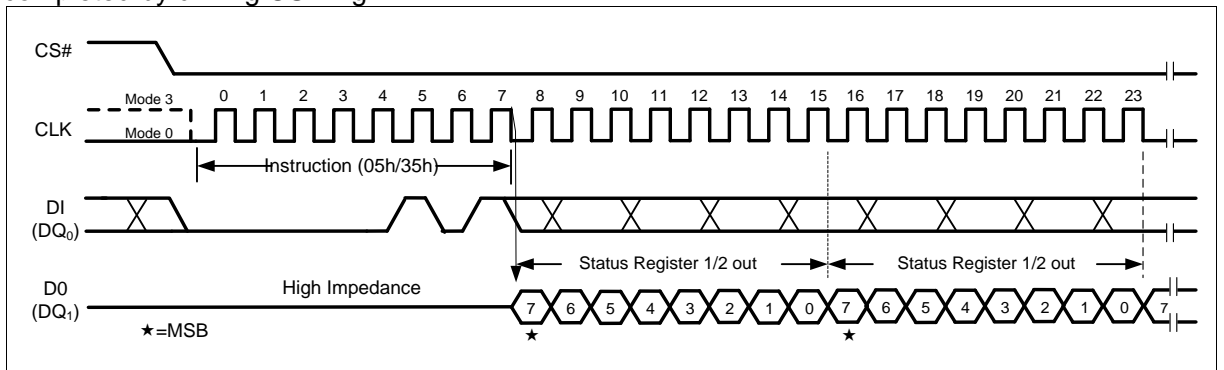 CS#
Mode 3 0 1 2 3 4 5 6 7 8 9 10 11 12 13 14 15 16 17 18 19 20 21 22 23
CLK
Mode 0
Instruction (05h/35h)
DI
(DQ0)
Status Register 1/2 out Status Register 1/2 out
D0 High Impedance
(DQ1) 7 6 5 4 3 2 1 0 7 6 5 4 3 2 1 0 7
★=MSB ★ ★